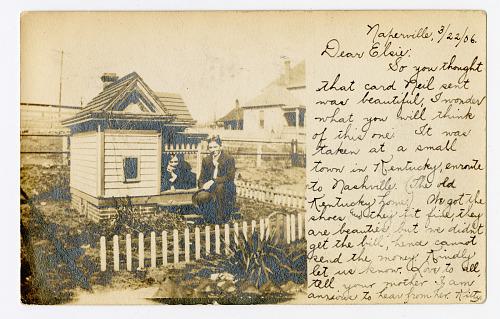 Naperville, 3/22/06.
Dear Elsie:
So you thought
that card Neil sent
was beautiful, I wonder
what you will think
of this one. It was
taken at a small
town in Kentucky, enroute
to Nashville. (The old
Kentucky home) We got the
shoes & they fit fine, they
are beauties, but we didn't
get the bill, hence cannot
send the money. Kindly
let us know. Love to all,
tell your mother I am
anxious to hear from her. Kitty